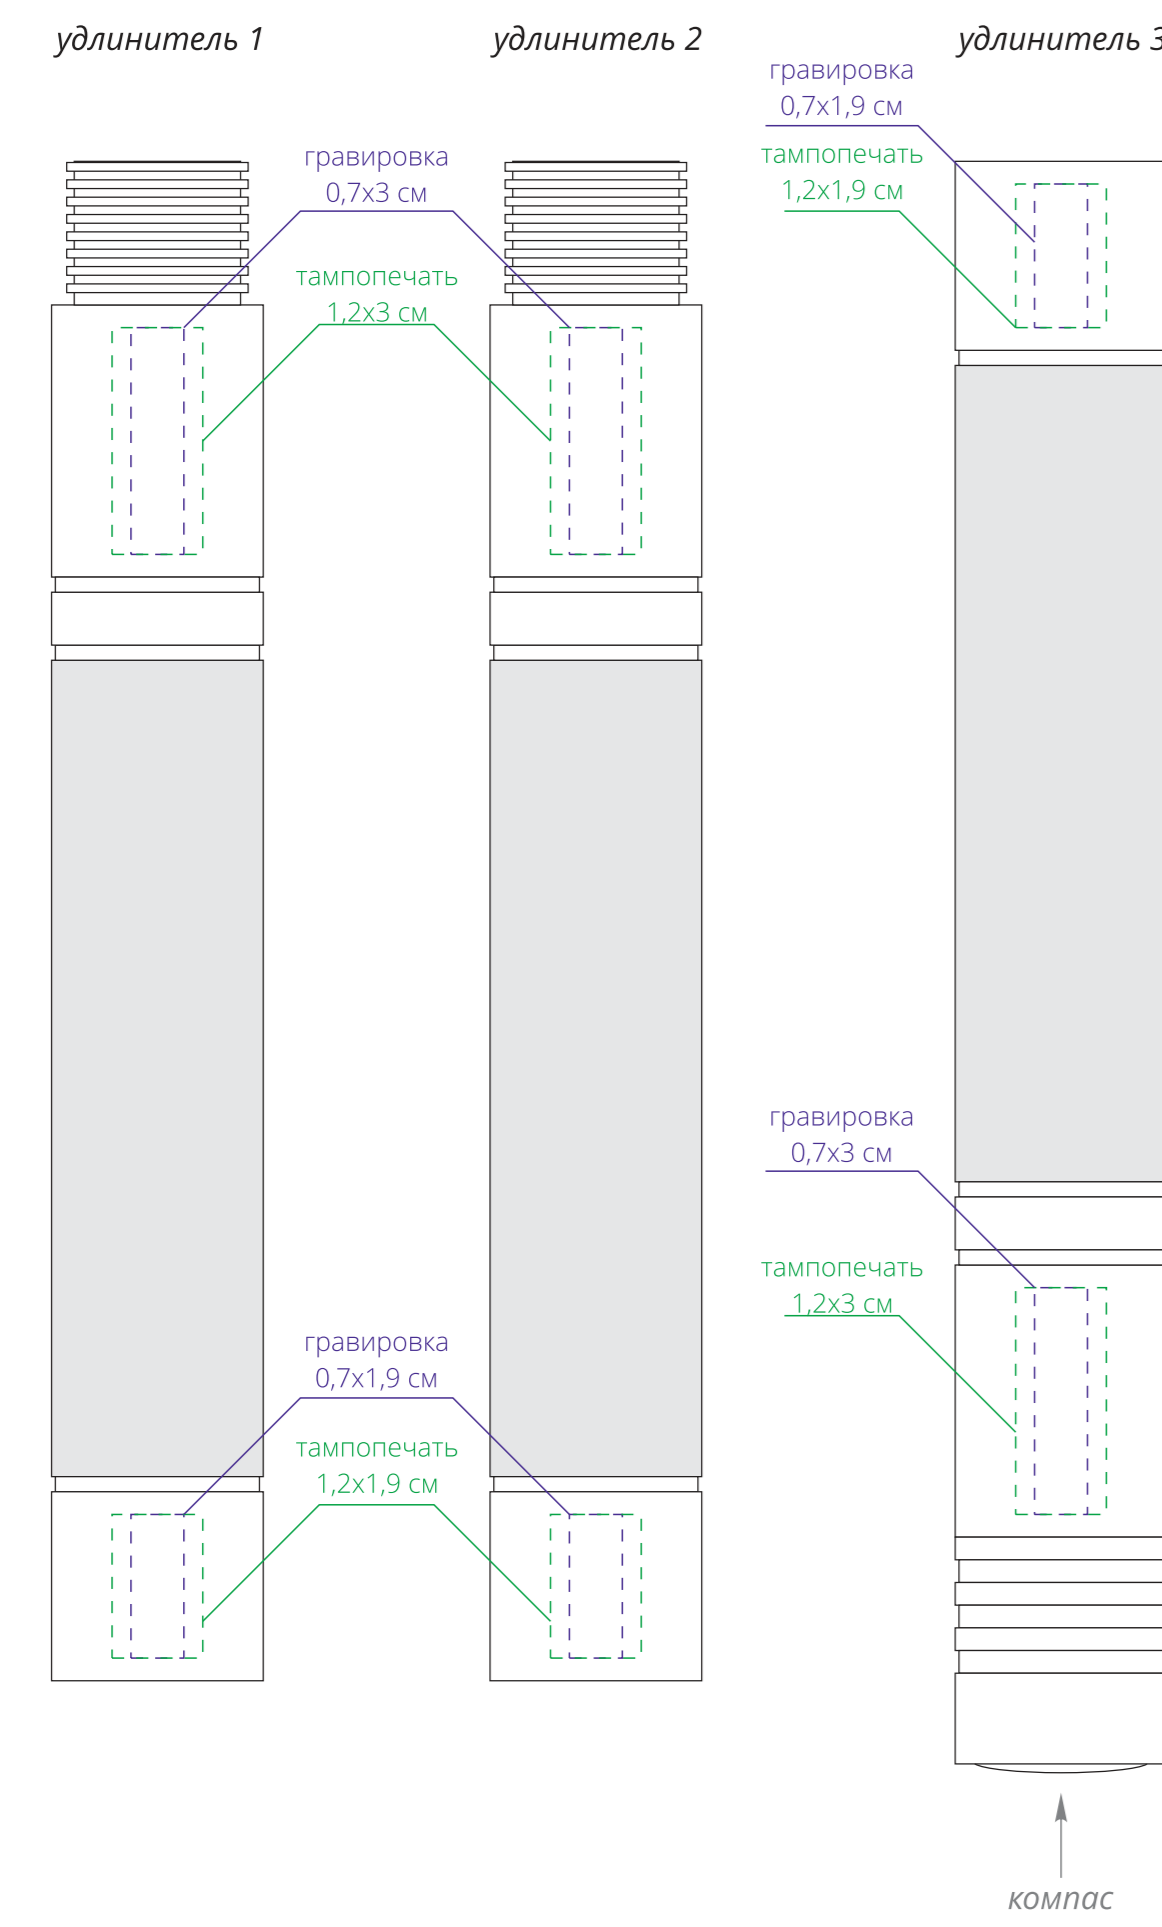 удлинитель 1
удлинитель 2
удлинитель 3
гравировка
0,7х1,9 см
тампопечать
1,2х1,9 см
гравировка
0,7х3 см
тампопечать
1,2х3 см
гравировка
0,7х3 см
тампопечать
1,2х3 см
гравировка
0,7х1,9 см
тампопечать
1,2х1,9 см
компас